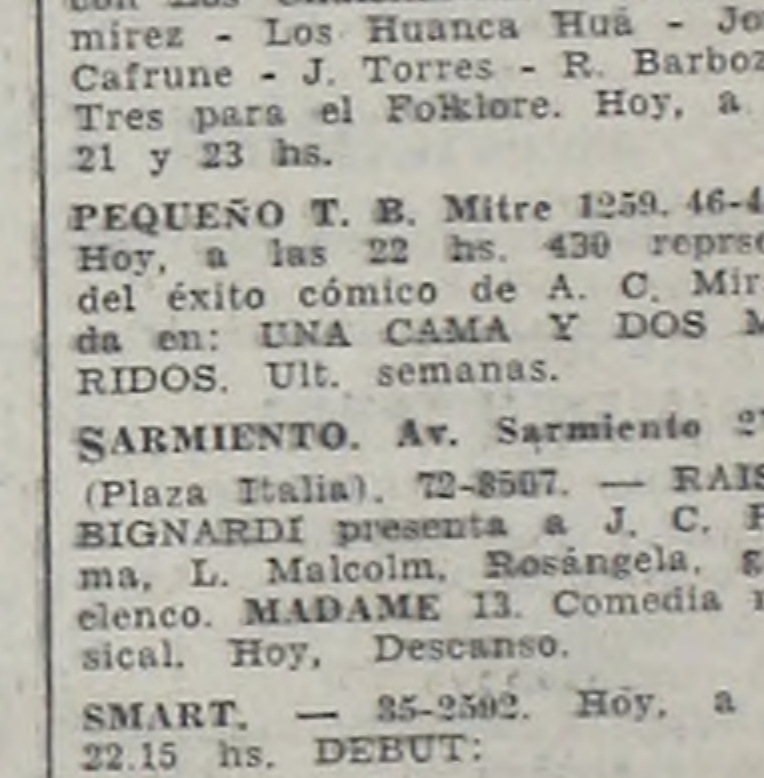 mirez - Los Huanca Huá - Jo
Cafrune - J. Torres - R. Barboz
Tres para el Folklore. Hoy, a
21 y 23 hs.
PEQUEÑO T. B. Mitre 1259. 46-4
Hoy, a las 22 hs. 430 reprse
del éxito cómico de A. C. Mir
da en: UNA CAMA Y DOS M
RIDOS. Ult. semanas.
SARMIENTO. Av. Sarmiento 2
(Plaza Italia). 72-8507. — RAIS
BIGNARDI presenta a J. C.
ma, L. Malcolm, Rosángela, g
elenco. MADAME 13. Comedia
sical. Hoy, Descanso.
SMART. — 35-2592. Hoy, a
22.15 hs. DEBUT: